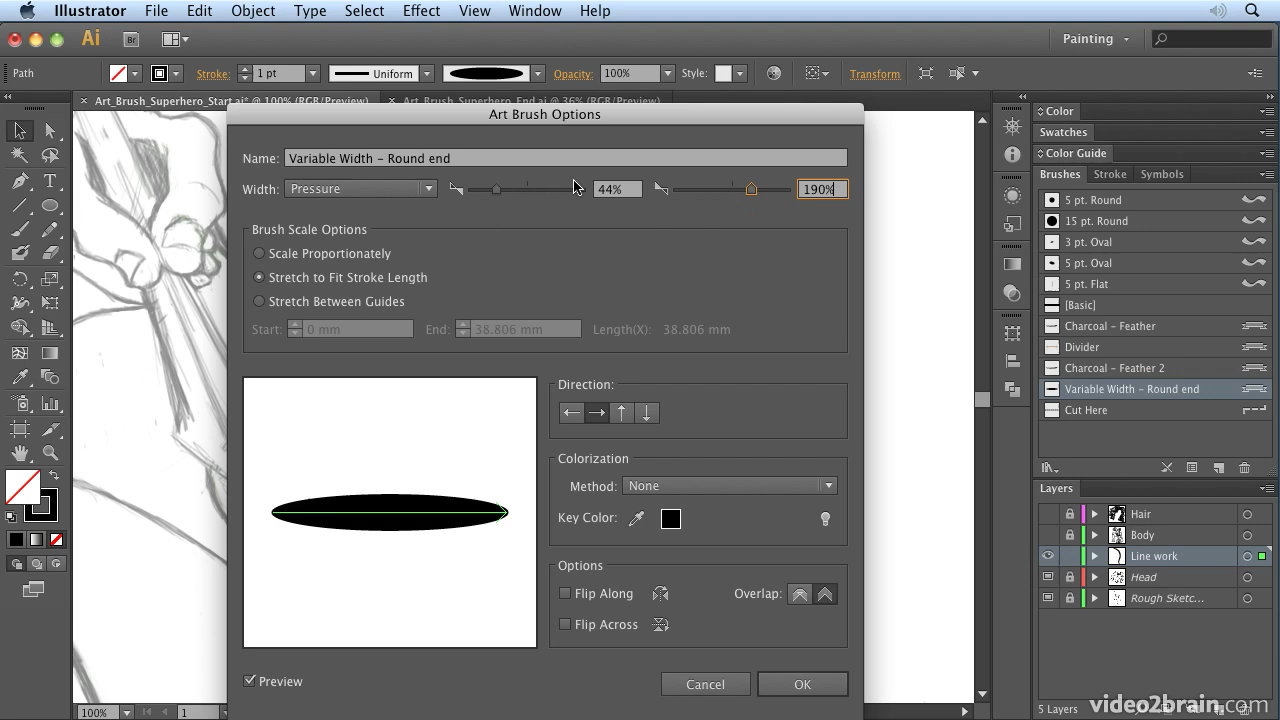 Illustrator File Edit Object Type Select Effect View Window Help
Ai Br Painting
Path Stroke: 1 pt Uniform Opacity: 100% Style: Transform
Art_Brush_Superhero_Start.ai* @ 100% (RGB/Preview) Art_Brush_Superhero_End.ai @ 36% (RGB/Preview)
Art Brush Options
Name: Variable Width - Round end
Width: Pressure 44% 190%
Brush Scale Options
Scale Proportionately
Stretch to Fit Stroke Length
Stretch Between Guides
Start: 0 mm End: 38.806 mm Length(X): 38.806 mm
Direction:
Colorization
Method: None
Key Color:
Options
Flip Along Overlap:
Flip Across
Preview
Cancel OK
Color
Swatches
Color Guide
Brushes Stroke Symbols
5 pt. Round
15 pt. Round
3 pt. Oval
5 pt. Oval
5 pt. Flat
[Basic]
Charcoal - Feather
Divider
Charcoal - Feather 2
Variable Width - Round end
Cut Here
Layers
Hair
Body
Line work
Head
Rough Sketc...
5 Layers
100% 1
video2brain.com